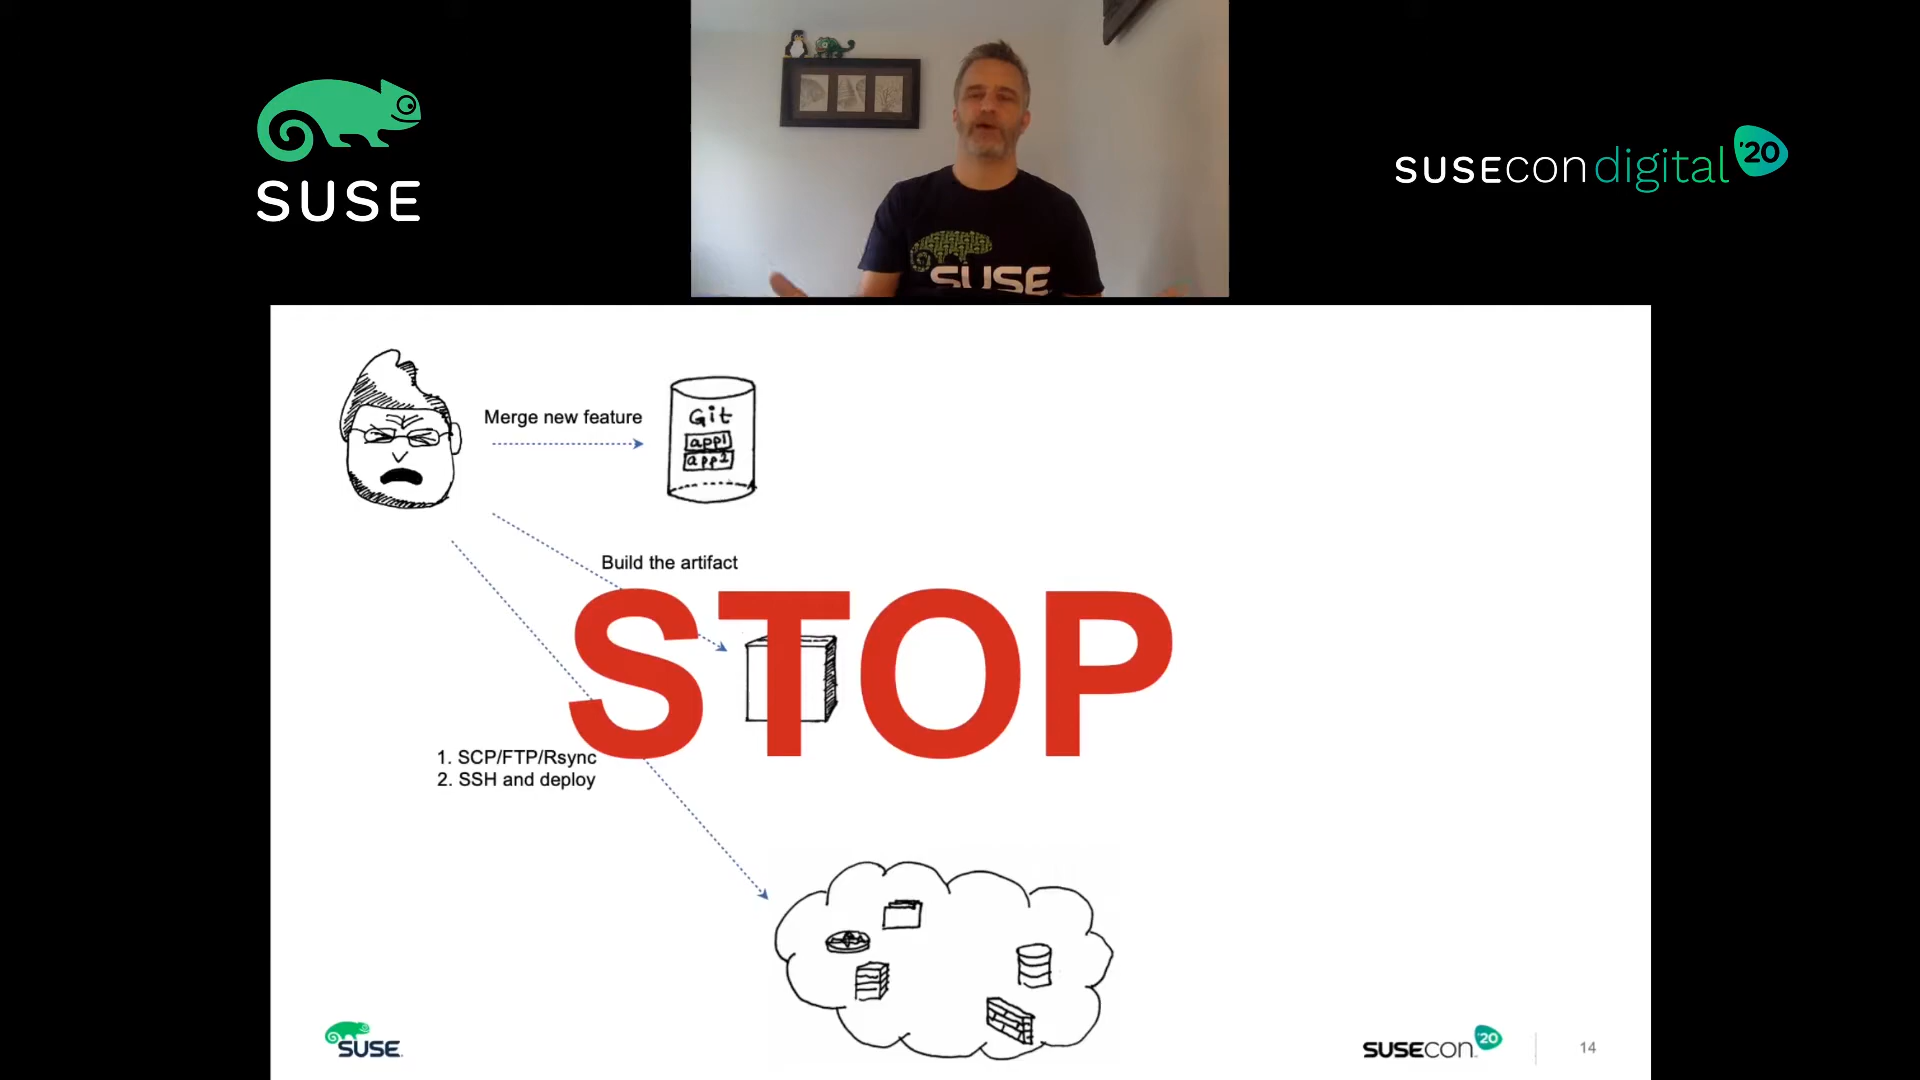 SUSE
SUSEcon digital '20
SUSE
Merge new feature
Git
app1
app2
Build the artifact
STOP
1. SCP/FTP/Rsync
2. SSH and deploy
SUSE
SUSECON '20
14